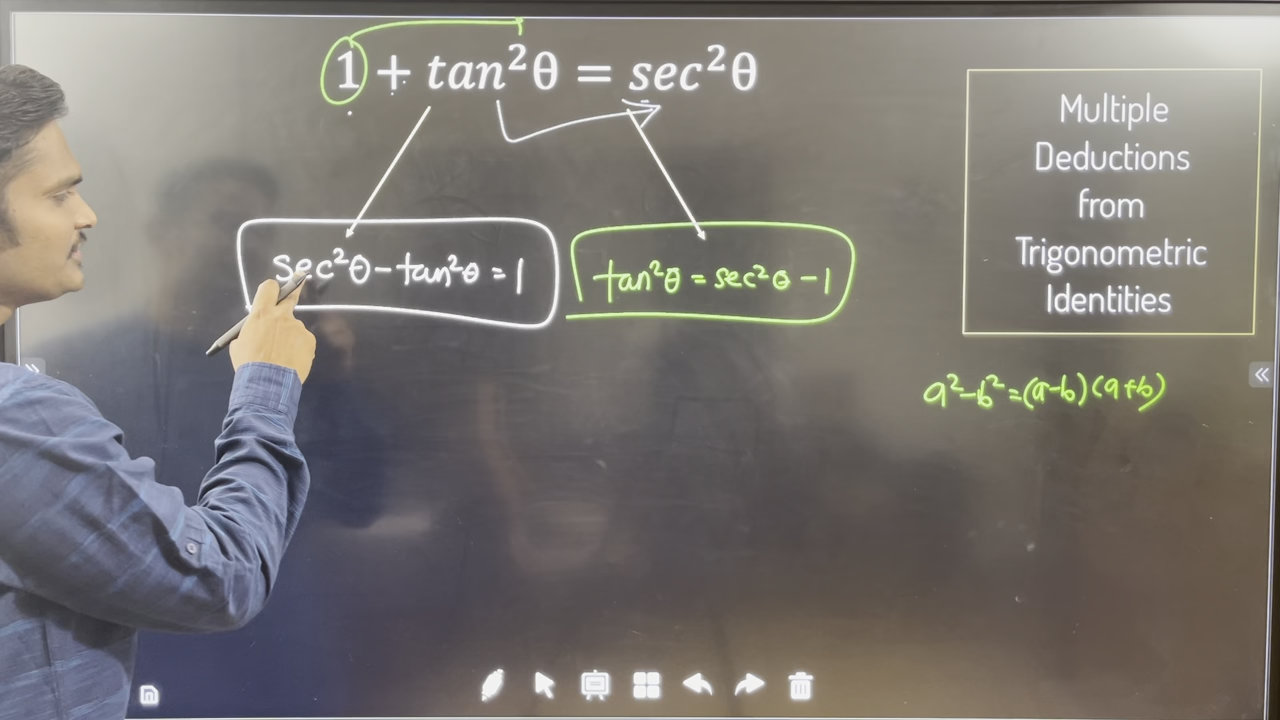 1 + tan²θ = sec²θ
sec²θ - tan²θ = 1
tan²θ = sec²θ - 1
Multiple
Deductions
from
Trigonometric
Identities
a²-b²=(a-b)(a+b)